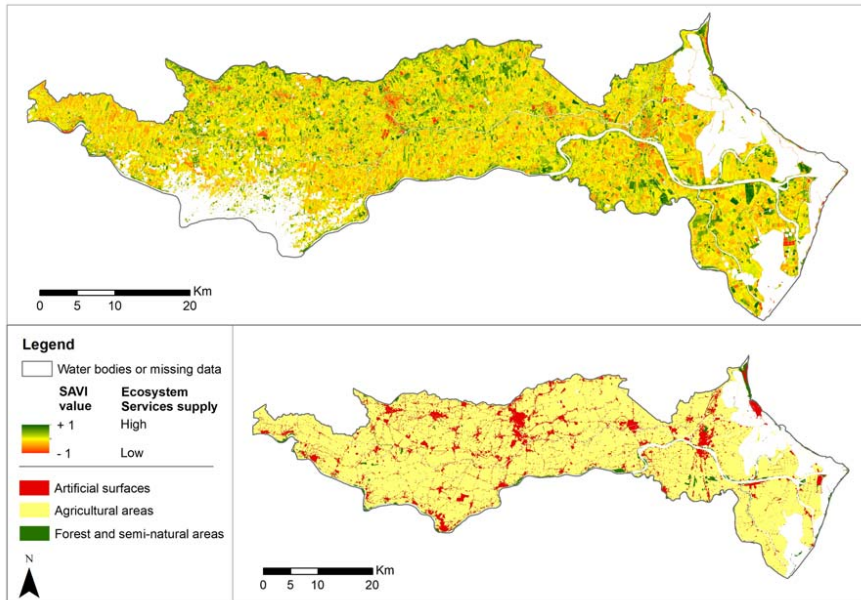 Km
0 5 10 20
Legend
Water bodies or missing data
SAVI value Ecosystem Services supply
+ 1 High
- 1 Low
Artificial surfaces
Agricultural areas
Forest and semi-natural areas
N
Km
0 5 10 20